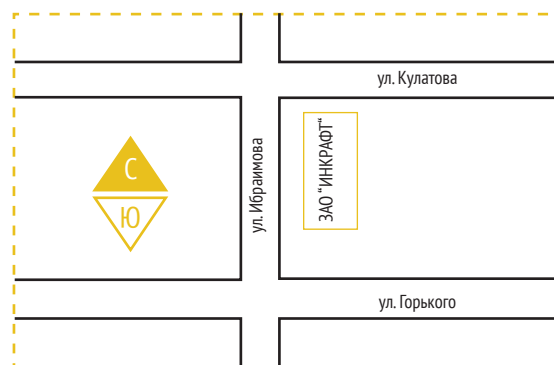 ул. Кулатова
С
Ю
ул. Ибраимова
ЗАО "ИНКРАФТ"
ул. Горького